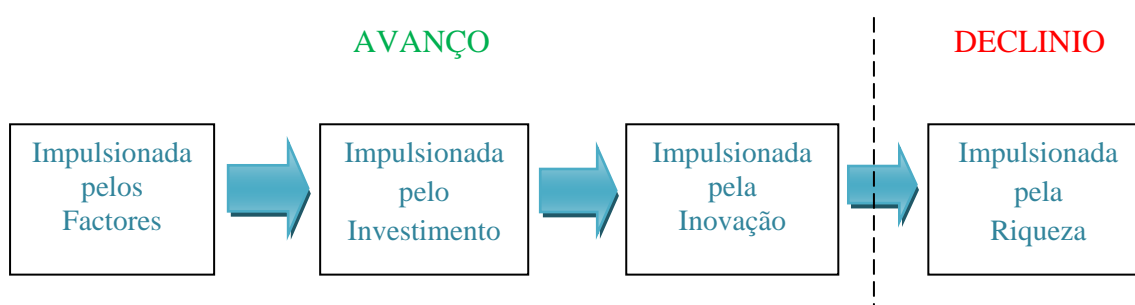 AVANÇO
DECLINIO
Impulsionada
pelos
Factores
Impulsionada
pelo
Investimento
Impulsionada
pela
Inovação
Impulsionada
pela
Riqueza